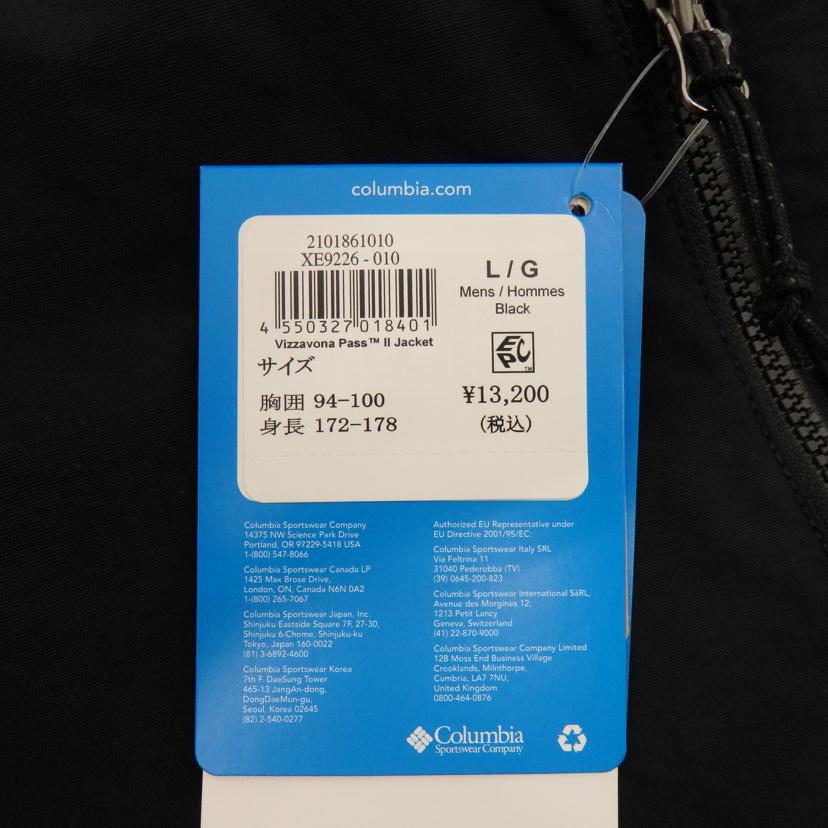 columbia.com
2101861010
XE9226-010
4 550327 018401
Vizzavona Pass™ II Jacket
サイズ
胸囲 94-100
身長 172-178
L / G
Mens / Hommes
Black
EPC™
¥13,200
(税込)
Columbia Sportswear Company
14375 NW Science Park Drive
Portland, OR 97229-5418 USA
1-(800) 547-8066
Columbia Sportswear Canada LP
1425 Max Brose Drive,
London, ON, Canada N6N 0A2
1-(800) 265-7067
Columbia Sportswear Japan, Inc.
Shinjuku Eastside Square 7F, 27-30,
Shinjuku 6-Chome, Shinjuku-ku
Tokyo, Japan 160-0022
(81) 3-6892-4600
Columbia Sportswear Korea
7th F. DaeSung Tower
465-13 JangAn-dong,
DongDaeMun-gu,
Seoul, Korea 02645
(82) 2-540-0277
Authorized EU Representative under
EU Directive 2001/95/EC:
Columbia Sportswear Italy SRL
Via Feltrina 11
31040 Pederobba (TV)
(39) 0645-200-823
Columbia Sportswear International SàRL,
Avenue des Morgines 12,
1213 Petit Lancy
Geneva, Switzerland
(41) 22-870-9000
Columbia Sportswear Company Limited
12B Moss End Business Village
Crooklands, Milnthorpe,
Cumbria, LA7 7NU,
United Kingdom
0800-464-0876
Columbia
Sportswear Company